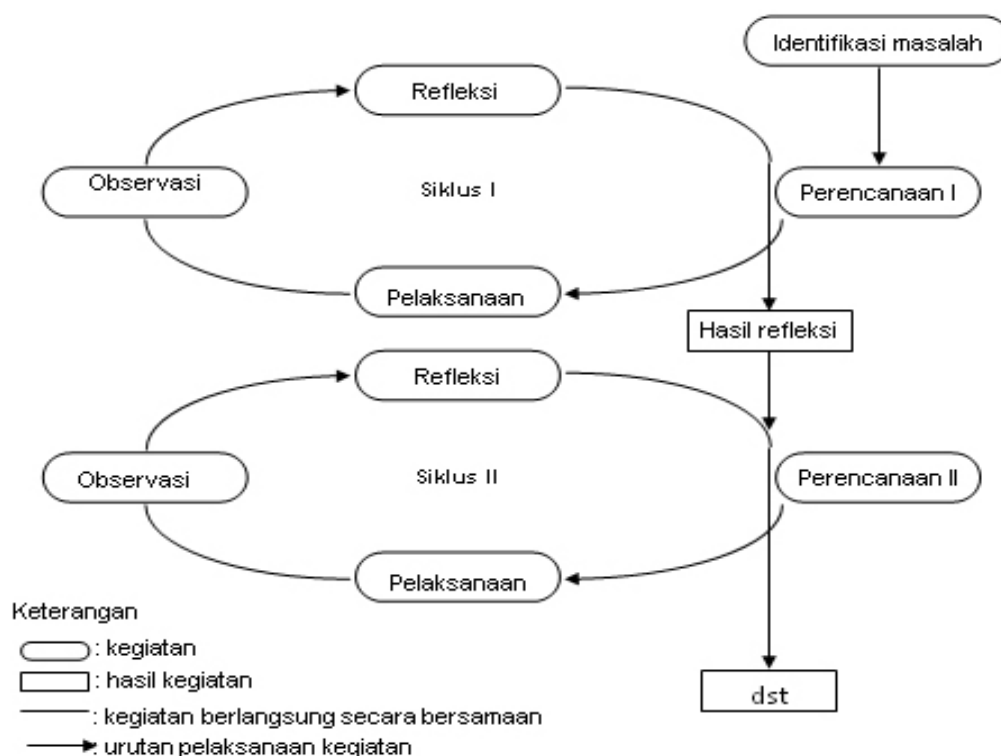 Identifikasi masalah
Refleksi
Observasi
Siklus I
Perencanaan I
Pelaksanaan
Hasil refleksi
Refleksi
Observasi
Siklus II
Perencanaan II
Pelaksanaan
Keterangan
: kegiatan
: hasil kegiatan
: kegiatan berlangsung secara bersamaan
: urutan pelaksanaan kegiatan
dst